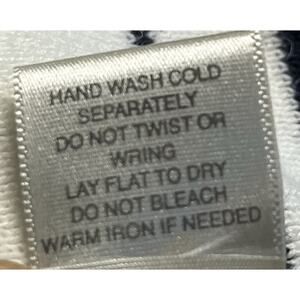 HAND WASH COLD
SEPARATELY
DO NOT TWIST OR
WRING
LAY FLAT TO DRY
DO NOT BLEACH
WARM IRON IF NEEDED